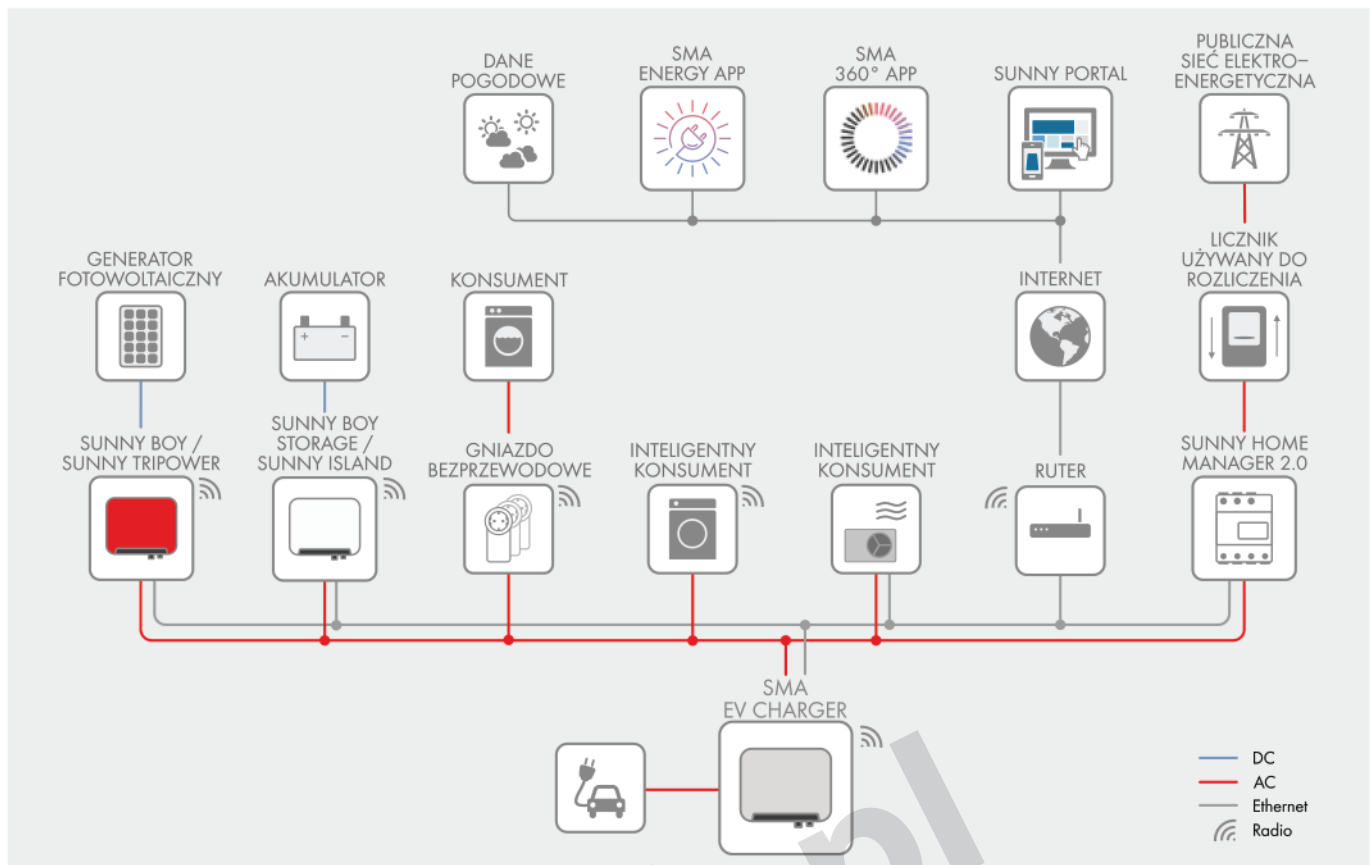 DANE
POGODOWE
SMA
ENERGY APP
SMA
360° APP
SUNNY PORTAL
PUBLICZNA
SIEĆ ELEKTRO–
ENERGETYCZNA
GENERATOR
FOTOWOLTAICZNY
AKUMULATOR
KONSUMENT
INTERNET
LICZNIK
UŻYWANY DO
ROZLICZENIA
SUNNY BOY /
SUNNY TRIPOWER
SUNNY BOY
STORAGE /
SUNNY ISLAND
GNIAZDO
BEZPRZEWODOWE
INTELIGENTNY
KONSUMENT
INTELIGENTNY
KONSUMENT
RUTER
SUNNY HOME
MANAGER 2.0
SMA
EV CHARGER
DC
AC
Ethernet
Radio
pl